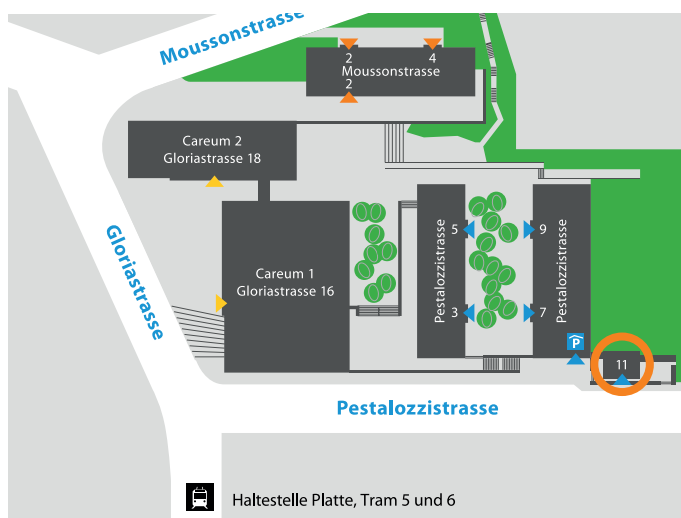 Moussonstrasse
2
4
Moussonstrasse
2
Careum 2
Gloriastrasse 18
Gloriastrasse
Careum 1
Gloriastrasse 16
5
Pestalozzistrasse
3
9
Pestalozzistrasse
7
P
11
Pestalozzistrasse
Haltestelle Platte, Tram 5 und 6